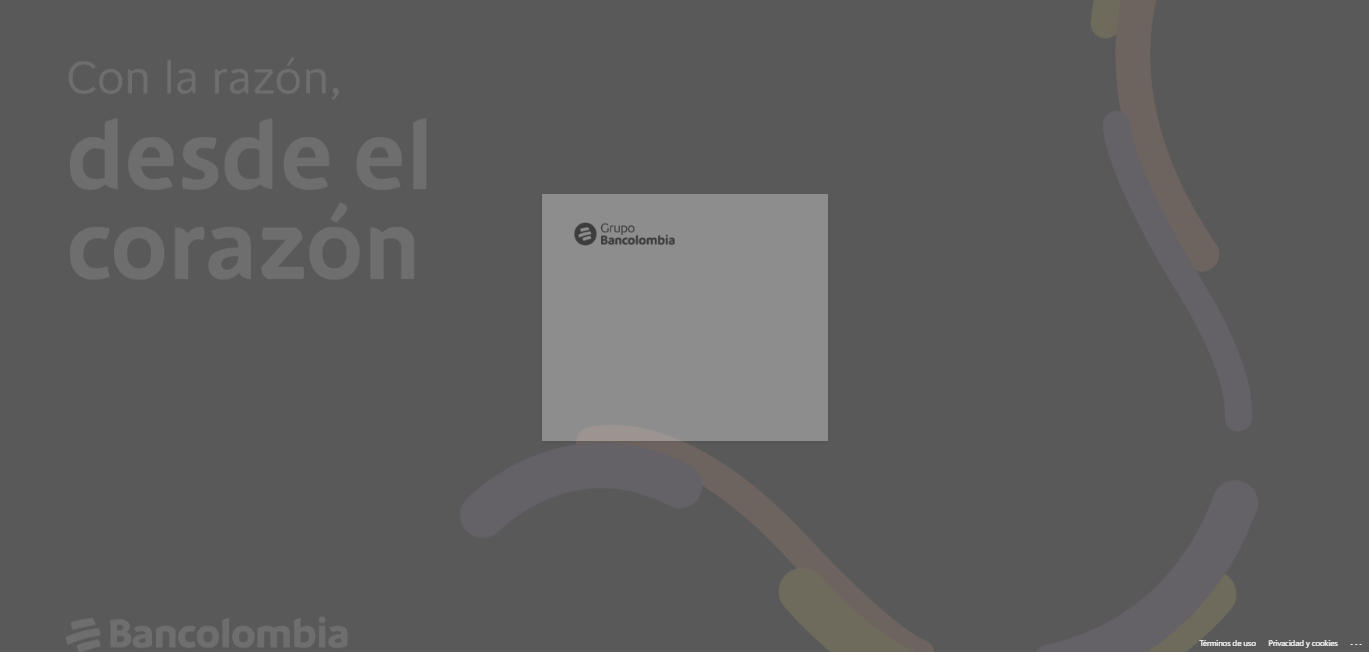 Con la razón,
desde el
corazón
Grupo
Bancolombia
Bancolombia
Términos de uso Privacidad y cookies ...